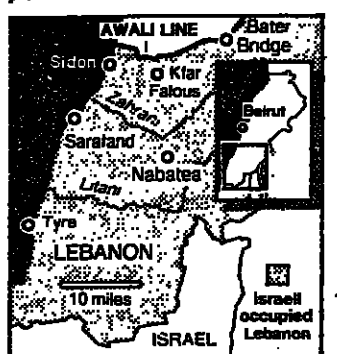 AWALI LINE
Bater
Bridge
Sidon
Kfar
Falous
Zahrani
Beirut
Sarafand
Nabatea
Litani
Tyre
LEBANON
10 miles
ISRAEL
Israeli
occupied
Lebanon